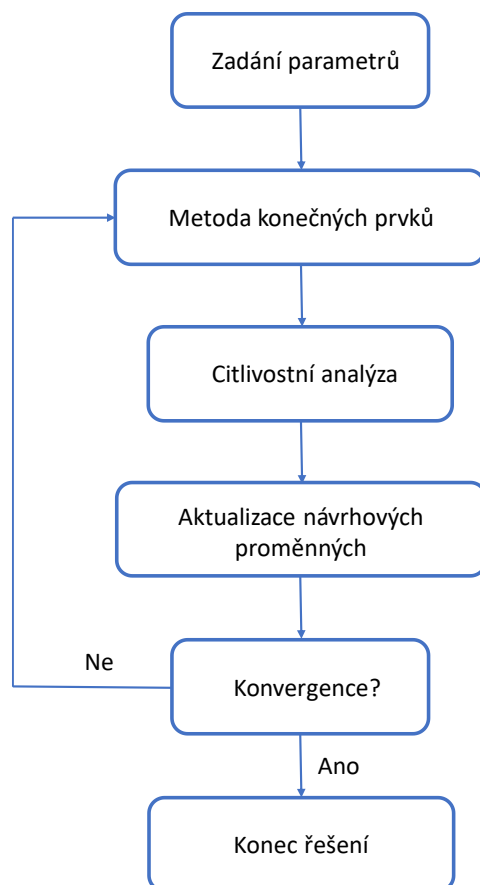 Zadání parametrů
Metoda konečných prvků
Citlivostní analýza
Aktualizace návrhových
proměnných
Ne
Konvergence?
Ano
Konec řešení